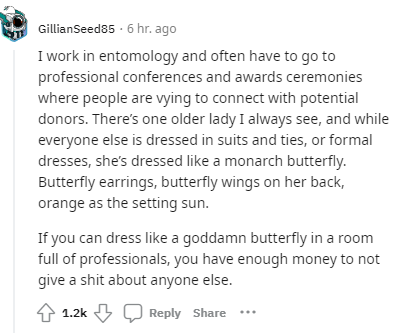 GillianSeed85 · 6 hr. ago
I work in entomology and often have to go to
professional conferences and awards ceremonies
where people are vying to connect with potential
donors. There's one older lady I always see, and while
everyone else is dressed in suits and ties, or formal
dresses, she's dressed like a monarch butterfly.
Butterfly earrings, butterfly wings on her back,
orange as the setting sun.
If you can dress like a goddamn butterfly in a room
full of professionals, you have enough money to not
give a shit about anyone else.
1.2k Reply Share ···